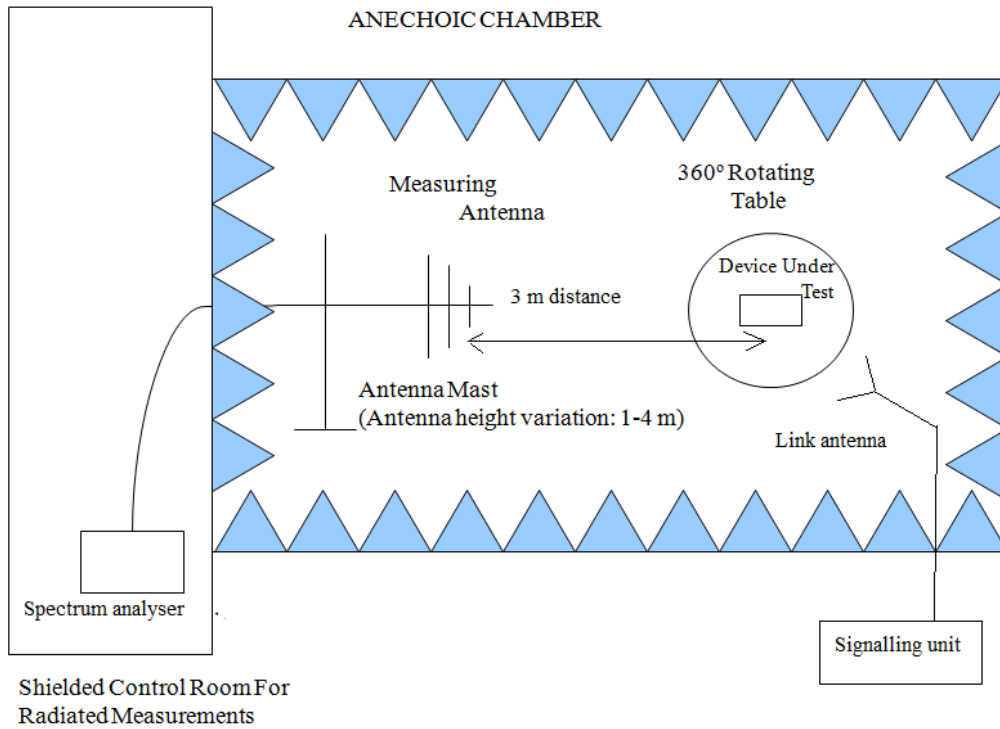 ANECHOIC CHAMBER
360º Rotating
Table
Measuring
Antenna
Device Under
Test
3 m distance
Antenna Mast
(Antenna height variation: 1-4 m)
Link antenna
Spectrum analyser
Signalling unit
Shielded Control Room For
Radiated Measurements